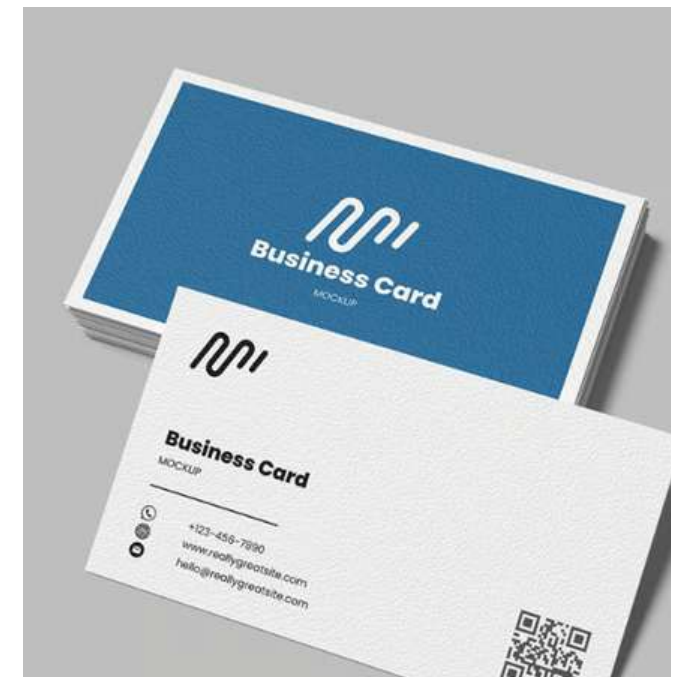 Business Card
MOCKUP
Business Card
MOCKUP
+123-456-7890
www.reallygreatsite.com
hello@reallygreatsite.com